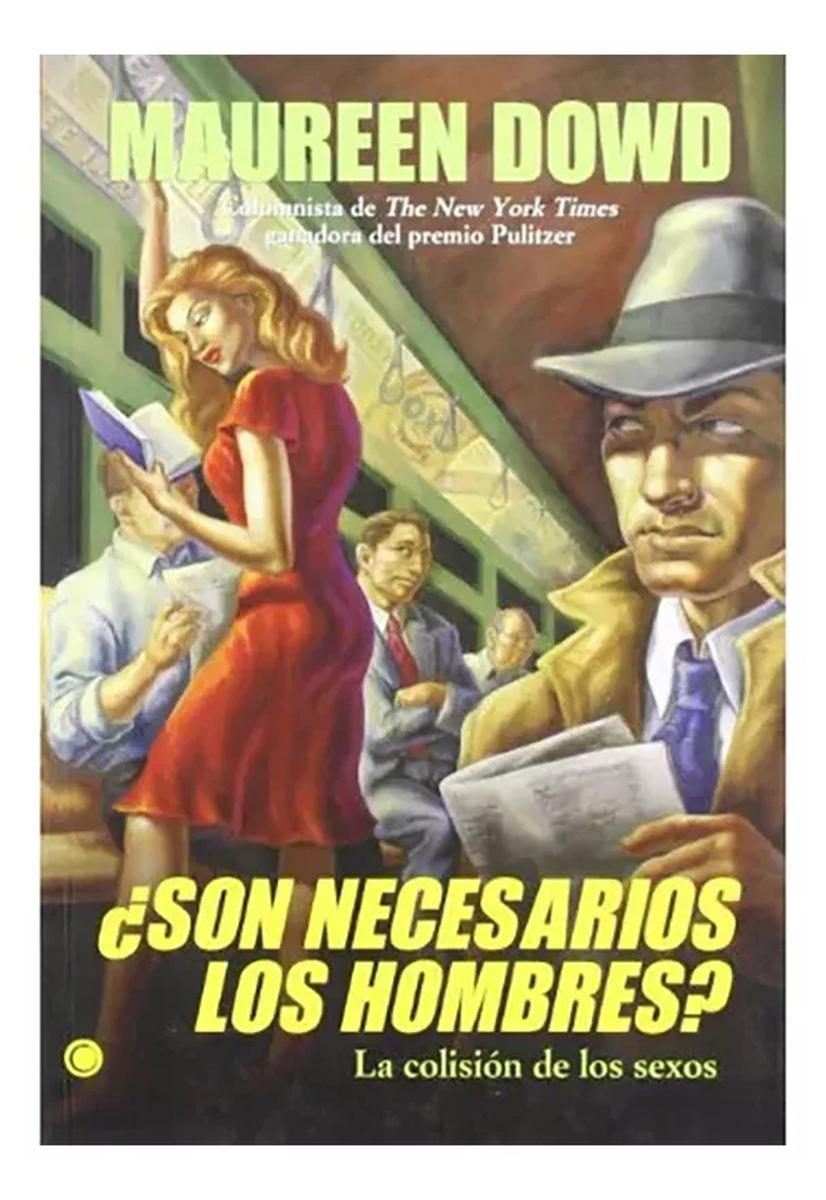 MAUREEN DOWD
Columnista de The New York Times
ganadora del premio Pulitzer
¿SON NECESARIOS
LOS HOMBRES?
La colisión de los sexos